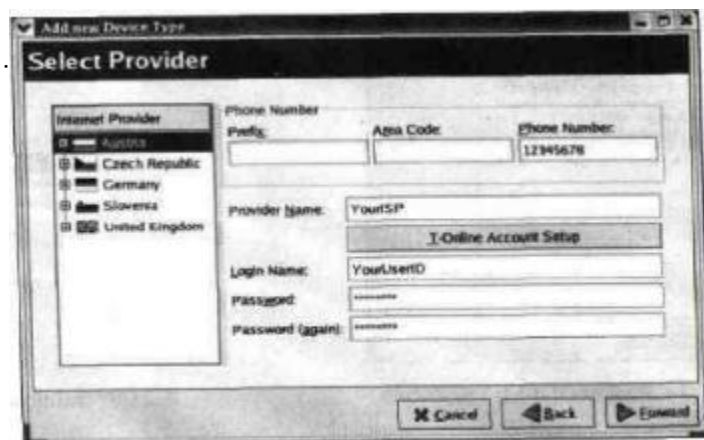 Add new Device Type
Select Provider
Internet Provider
Austria
Czech Republic
Germany
Slovenia
United Kingdom
Phone Number
Prefix:
Area Code:
Phone Number:
12345678
Provider Name:
YourISP
T-Online Account Setup
Login Name:
YourUserID
Password:
********
Password (again):
********
Cancel
Back
Forward